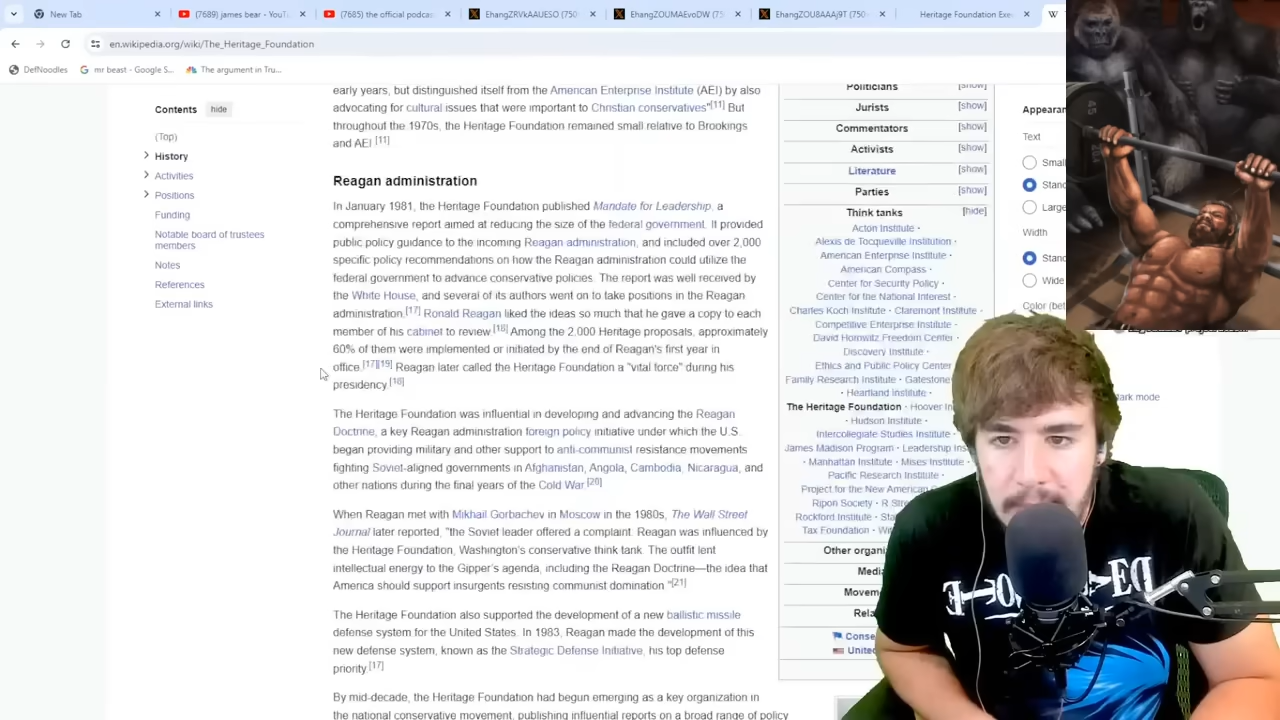 New Tab
(7689) james bear - YouTu
(7685) the official podcas
EhangZRVkAAUESO (750
EhangZOUMAEvoDW (750
EhangZOU8AAAj9T (750
Heritage Foundation Exe
W
en.wikipedia.org/wiki/The_Heritage_Foundation
DefNoodles
mr beast - Google S...
The argument in Tru...
Contents hide
(Top)
History
Activities
Positions
Funding
Notable board of trustees
members
Notes
References
External links
early years, but distinguished itself from the American Enterprise Institute (AEI) by also
advocating for cultural issues that were important to Christian conservatives"[11] But
throughout the 1970s, the Heritage Foundation remained small relative to Brookings
and AEI [11]
Reagan administration
In January 1981, the Heritage Foundation published Mandate for Leadership, a
comprehensive report aimed at reducing the size of the federal government. It provided
public policy guidance to the incoming Reagan administration, and included over 2,000
specific policy recommendations on how the Reagan administration could utilize the
federal government to advance conservative policies. The report was well received by
the White House, and several of its authors went on to take positions in the Reagan
administration.[17] Ronald Reagan liked the ideas so much that he gave a copy to each
member of his cabinet to review [18] Among the 2,000 Heritage proposals, approximately
60% of them were implemented or initiated by the end of Reagan's first year in
office.[17][19] Reagan later called the Heritage Foundation a "vital force" during his
presidency.[18]
The Heritage Foundation was influential in developing and advancing the Reagan
Doctrine, a key Reagan administration foreign policy initiative under which the U.S.
began providing military and other support to anti-communist resistance movements
fighting Soviet-aligned governments in Afghanistan, Angola, Cambodia, Nicaragua, and
other nations during the final years of the Cold War.[20]
When Reagan met with Mikhail Gorbachev in Moscow in the 1980s, The Wall Street
Journal later reported, "the Soviet leader offered a complaint. Reagan was influenced by
the Heritage Foundation, Washington's conservative think tank. The outfit lent
intellectual energy to the Gipper's agenda, including the Reagan Doctrine—the idea that
America should support insurgents resisting communist domination."[21]
The Heritage Foundation also supported the development of a new ballistic missile
defense system for the United States. In 1983, Reagan made the development of this
new defense system, known as the Strategic Defense Initiative, his top defense
priority.[17]
By mid-decade, the Heritage Foundation had begun emerging as a key organization in
the national conservative movement, publishing influential reports on a broad range of policy
Politicians [show]
Jurists [show]
Commentators [show]
Activists [show]
Literature [show]
Parties [show]
Think tanks [hide]
Acton Institute ·
Alexis de Tocqueville Institution ·
American Enterprise Institute ·
American Compass ·
Center for Security Policy ·
Center for the National Interest ·
Charles Koch Institute · Claremont Institute ·
Competitive Enterprise Institute ·
David Horowitz Freedom Center ·
Discovery Institute ·
Ethics and Public Policy Center ·
Family Research Institute · Gatestone
· Heartland Institute ·
The Heritage Foundation · Hoover In
· Hudson Institute ·
Intercollegiate Studies Institute ·
James Madison Program · Leadership Ins
· Manhattan Institute · Mises Institute ·
Pacific Research Institute ·
Project for the New American C
Ripon Society · R Stre
Rockford Institute · Sta
Tax Foundation · Wi
Other organi
Medi
Movem
Rela
Conse
Unite
Appearan
Text
Small
Stand
Large
Width
Stand
Wide
Color (bet
ark mode
45